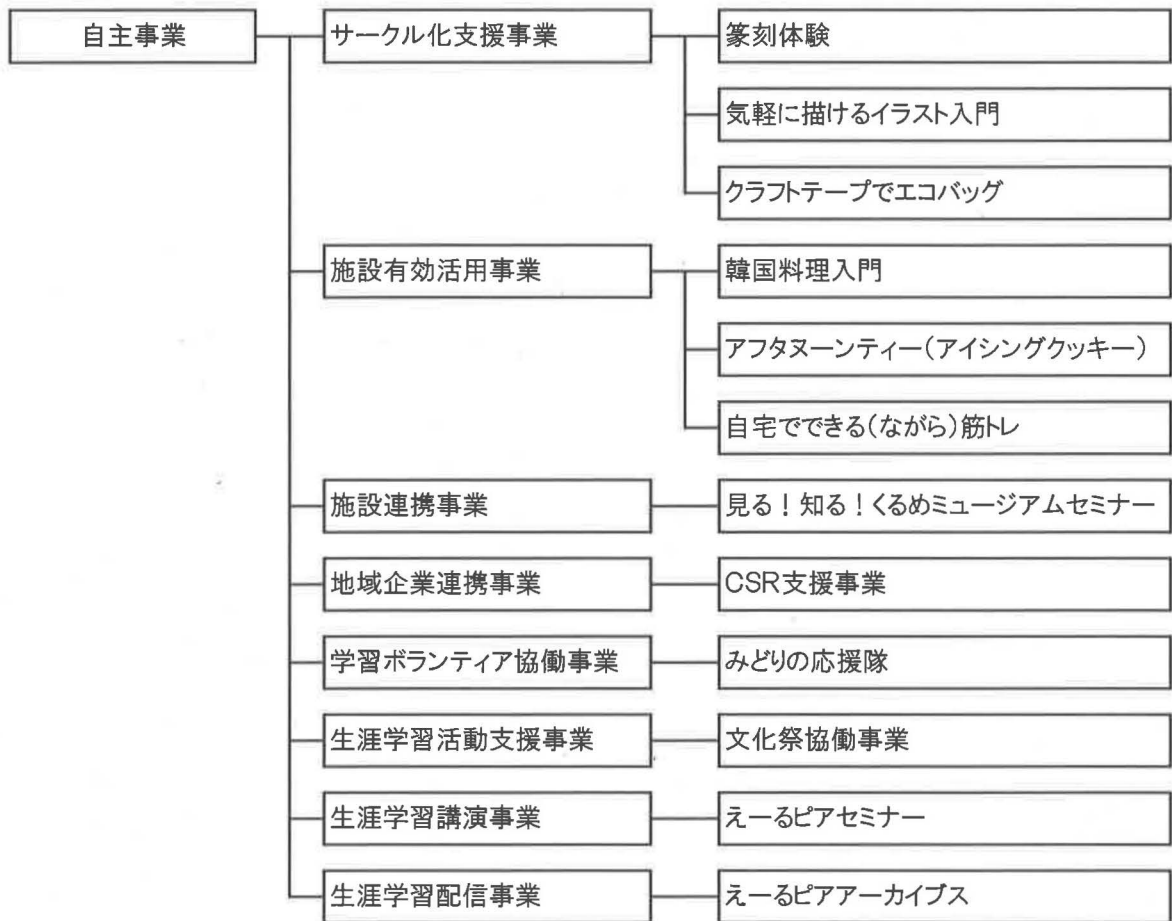 自主事業
サークル化支援事業
篆刻体験
気軽に描けるイラスト入門
クラフトテープでエコバッグ
施設有効活用事業
韓国料理入門
アフタヌーンティー(アイシングクッキー)
自宅でできる(ながら)筋トレ
施設連携事業
見る!知る!くるめミュージアムセミナー
地域企業連携事業
CSR支援事業
学習ボランティア協働事業
みどりの応援隊
生涯学習活動支援事業
文化祭協働事業
生涯学習講演事業
えーるピアセミナー
生涯学習配信事業
えーるピアアーカイブス